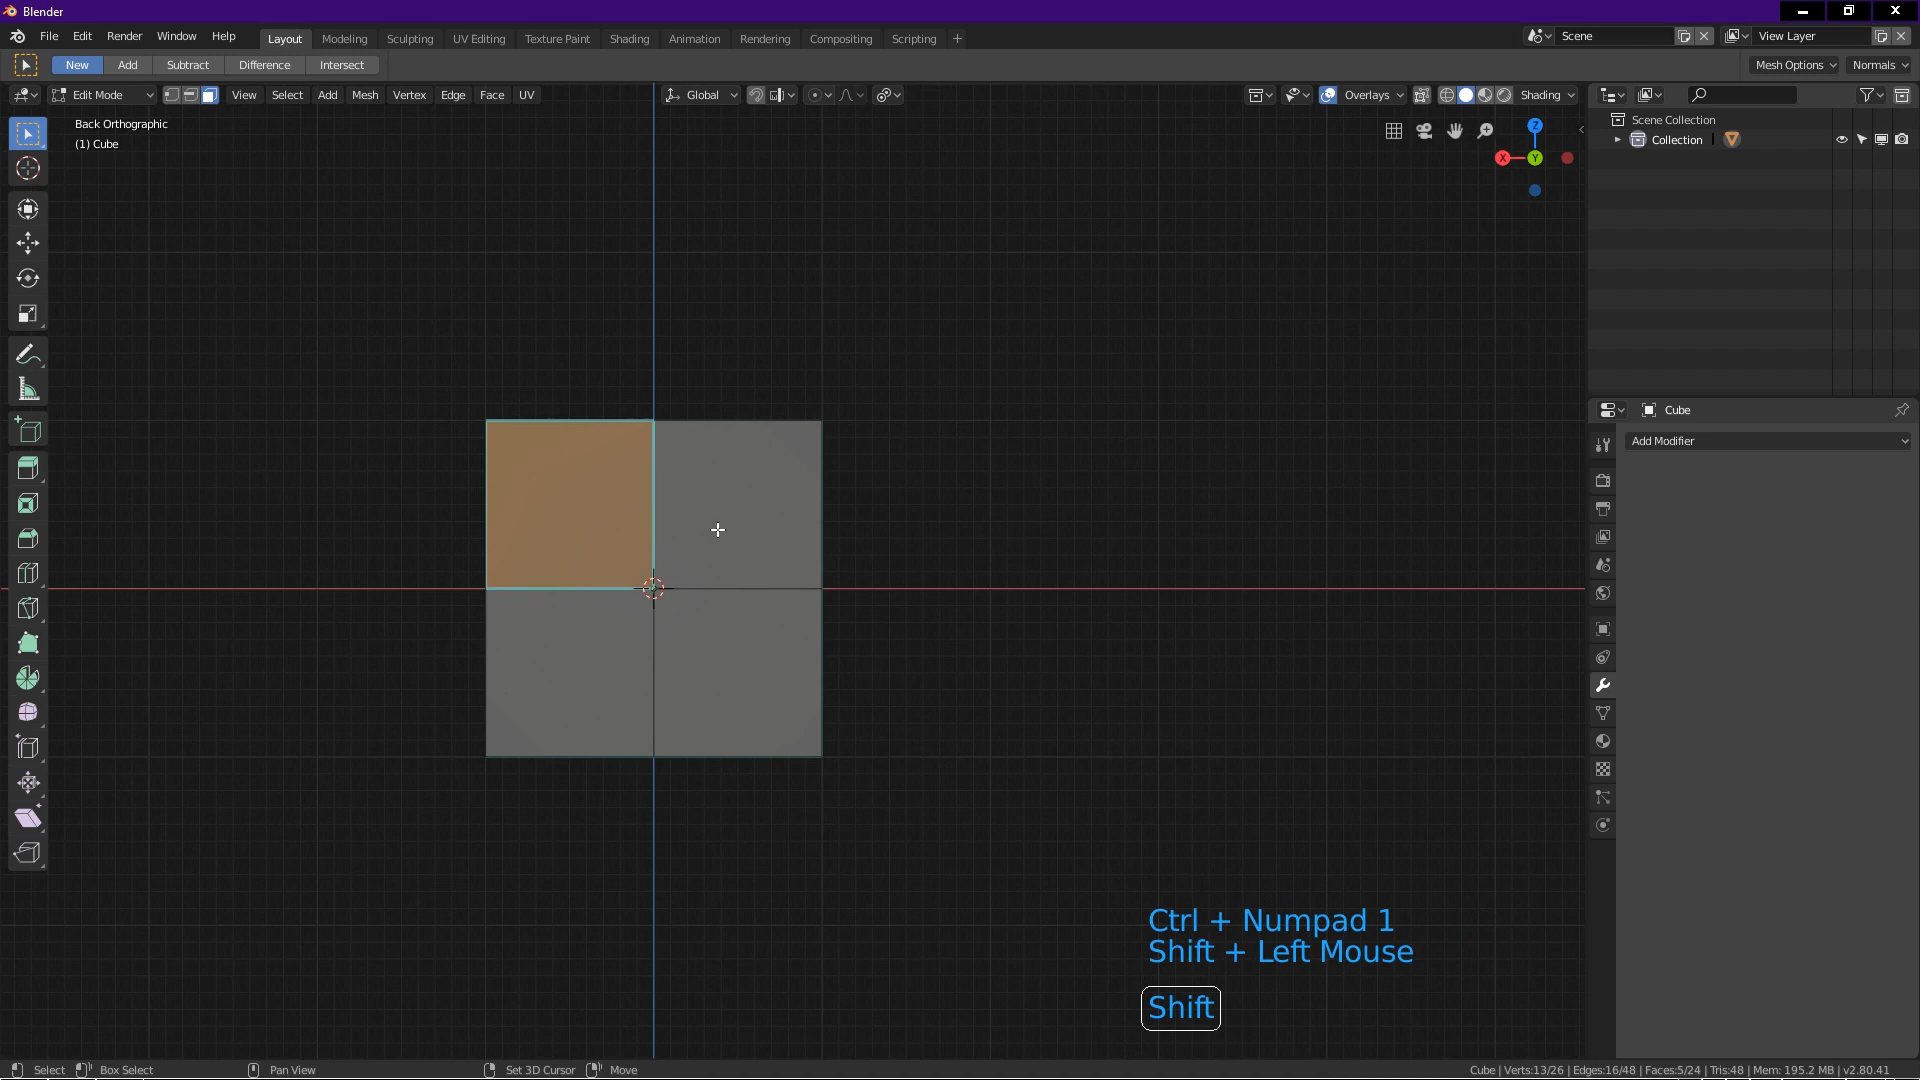 Blender
File Edit Render Window Help
Layout Modeling Sculpting UV Editing Texture Paint Shading Animation Rendering Compositing Scripting
Scene
View Layer
New Add Subtract Difference Intersect
Mesh Options Normals
Edit Mode View Select Add Mesh Vertex Edge Face UV
Global
Overlays
Shading
Back Orthographic
(1) Cube
Z
X
Y
Scene Collection
Collection
Cube
Add Modifier
Ctrl + Numpad 1
Shift + Left Mouse
Shift
Select Box Select Pan View Set 3D Cursor Move
Cube | Verts:13/26 | Edges:16/48 | Faces:5/24 | Tris:48 | Mem: 195.2 MB | v2.80.41